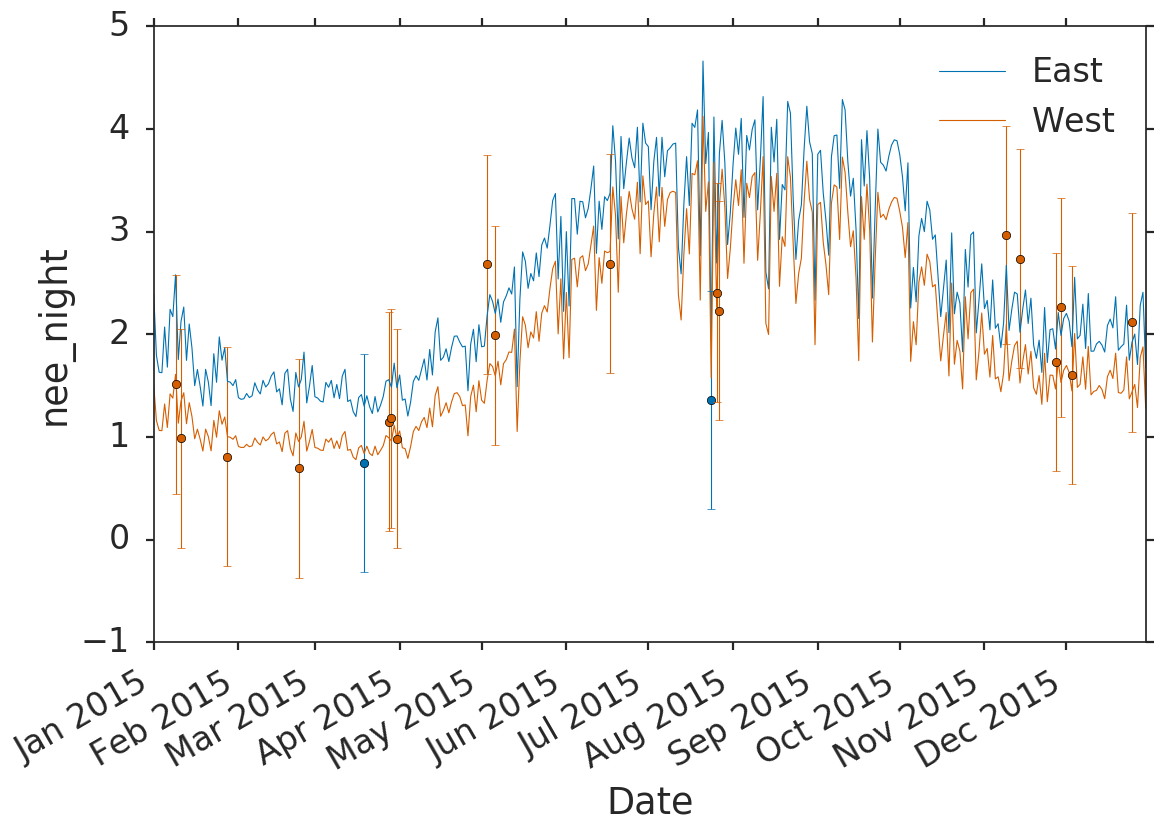 5
4
3
2
1
0
−1
nee_night
East
West
Jan 2015
Feb 2015
Mar 2015
Apr 2015
May 2015
Jun 2015
Jul 2015
Aug 2015
Sep 2015
Oct 2015
Nov 2015
Dec 2015
Date